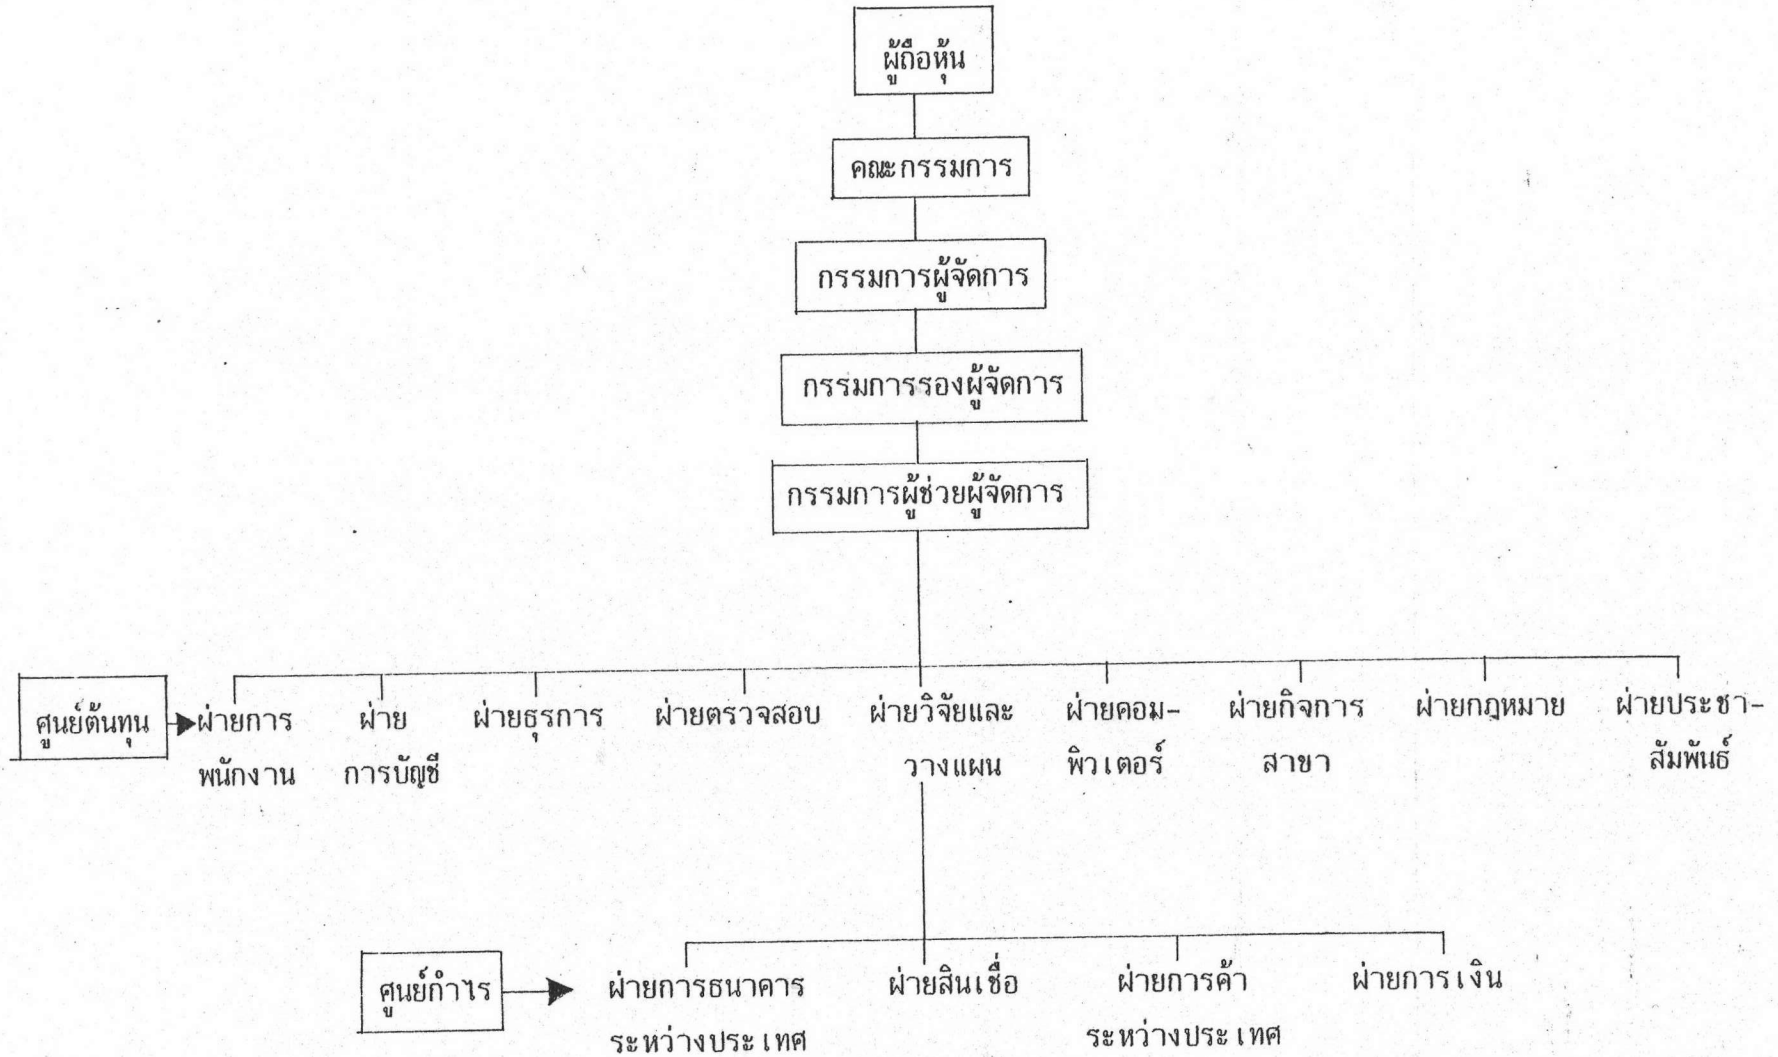 ผู้ถือหุ้น
คณะกรรมการ
กรรมการผู้จัดการ
กรรมการรองผู้จัดการ
กรรมการผู้ช่วยผู้จัดการ
ศูนย์ต้นทุน
ฝ่ายการ
พนักงาน
ฝ่าย
การบัญชี
ฝ่ายธุรการ
ฝ่ายตรวจสอบ
ฝ่ายวิจัยและ
วางแผน
ฝ่ายคอม-
พิวเตอร์
ฝ่ายกิจการ
สาขา
ฝ่ายกฎหมาย
ฝ่ายประชา-
สัมพันธ์
ศูนย์กำไร
ฝ่ายการธนาคาร
ระหว่างประเทศ
ฝ่ายสินเชื่อ
ฝ่ายการค้า
ระหว่างประเทศ
ฝ่ายการเงิน